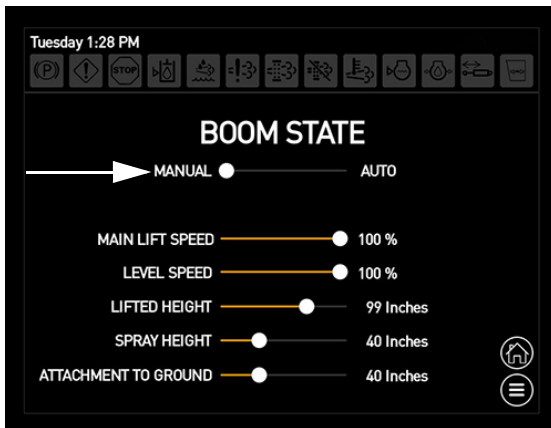 Tuesday 1:28 PM
(P) STOP
BOOM STATE
MANUAL AUTO
MAIN LIFT SPEED 100 %
LEVEL SPEED 100 %
LIFTED HEIGHT 99 Inches
SPRAY HEIGHT 40 Inches
ATTACHMENT TO GROUND 40 Inches